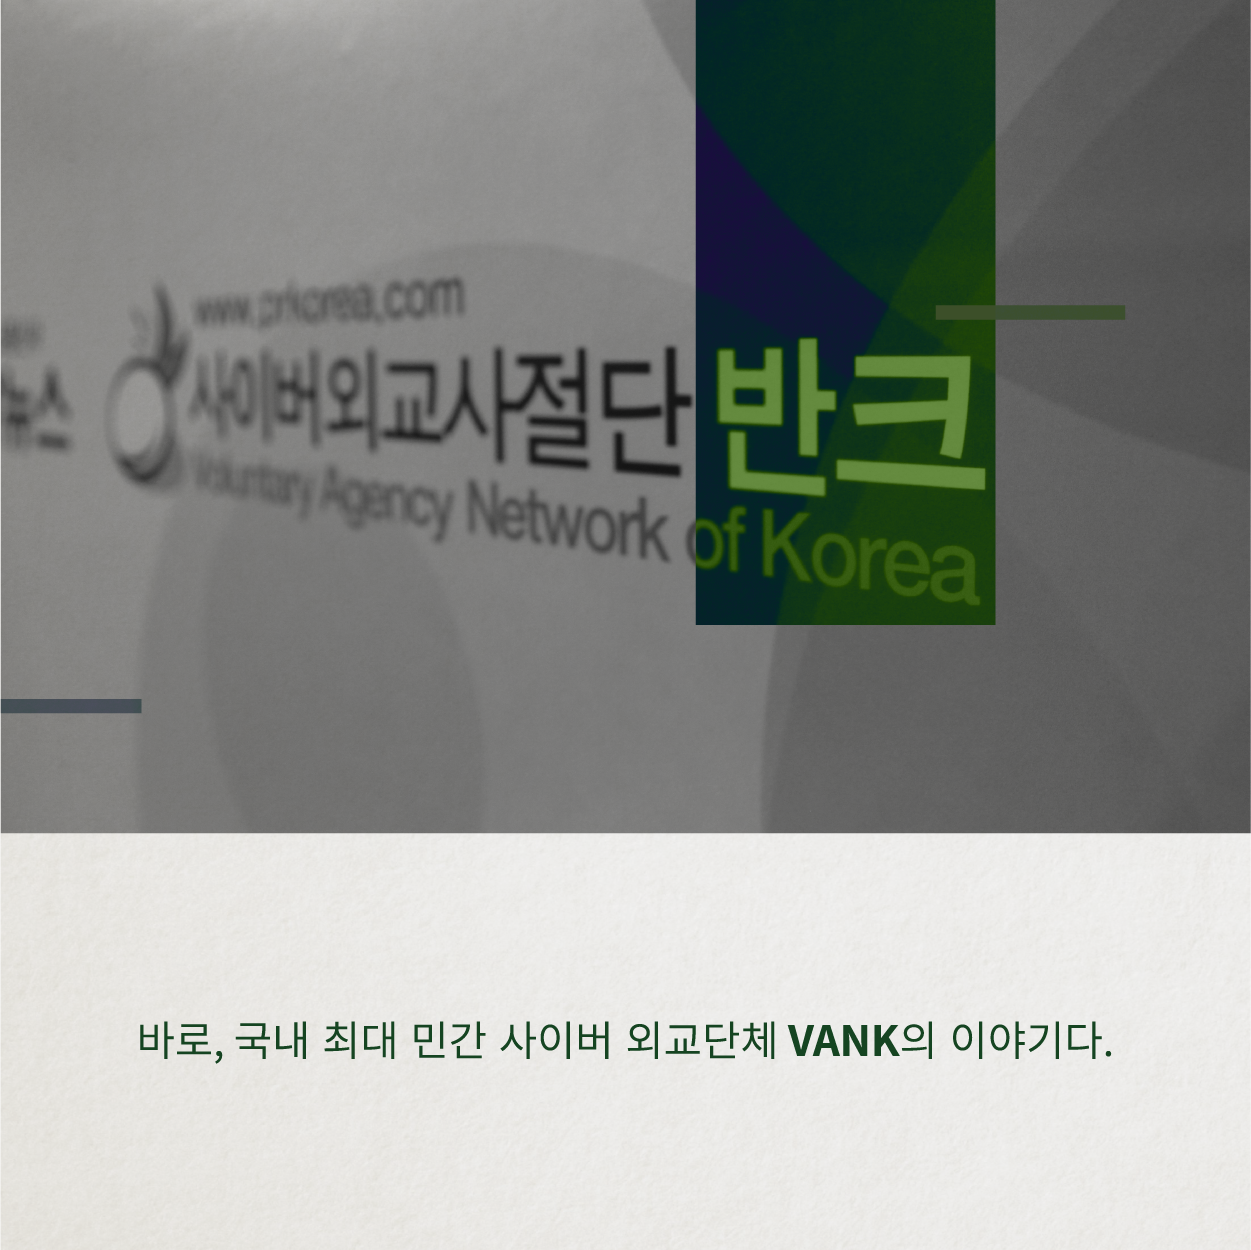 www.prkorea.com
사이버외교사절단 반크
Voluntary Agency Network of Korea
바로, 국내 최대 민간 사이버 외교단체 VANK의 이야기다.